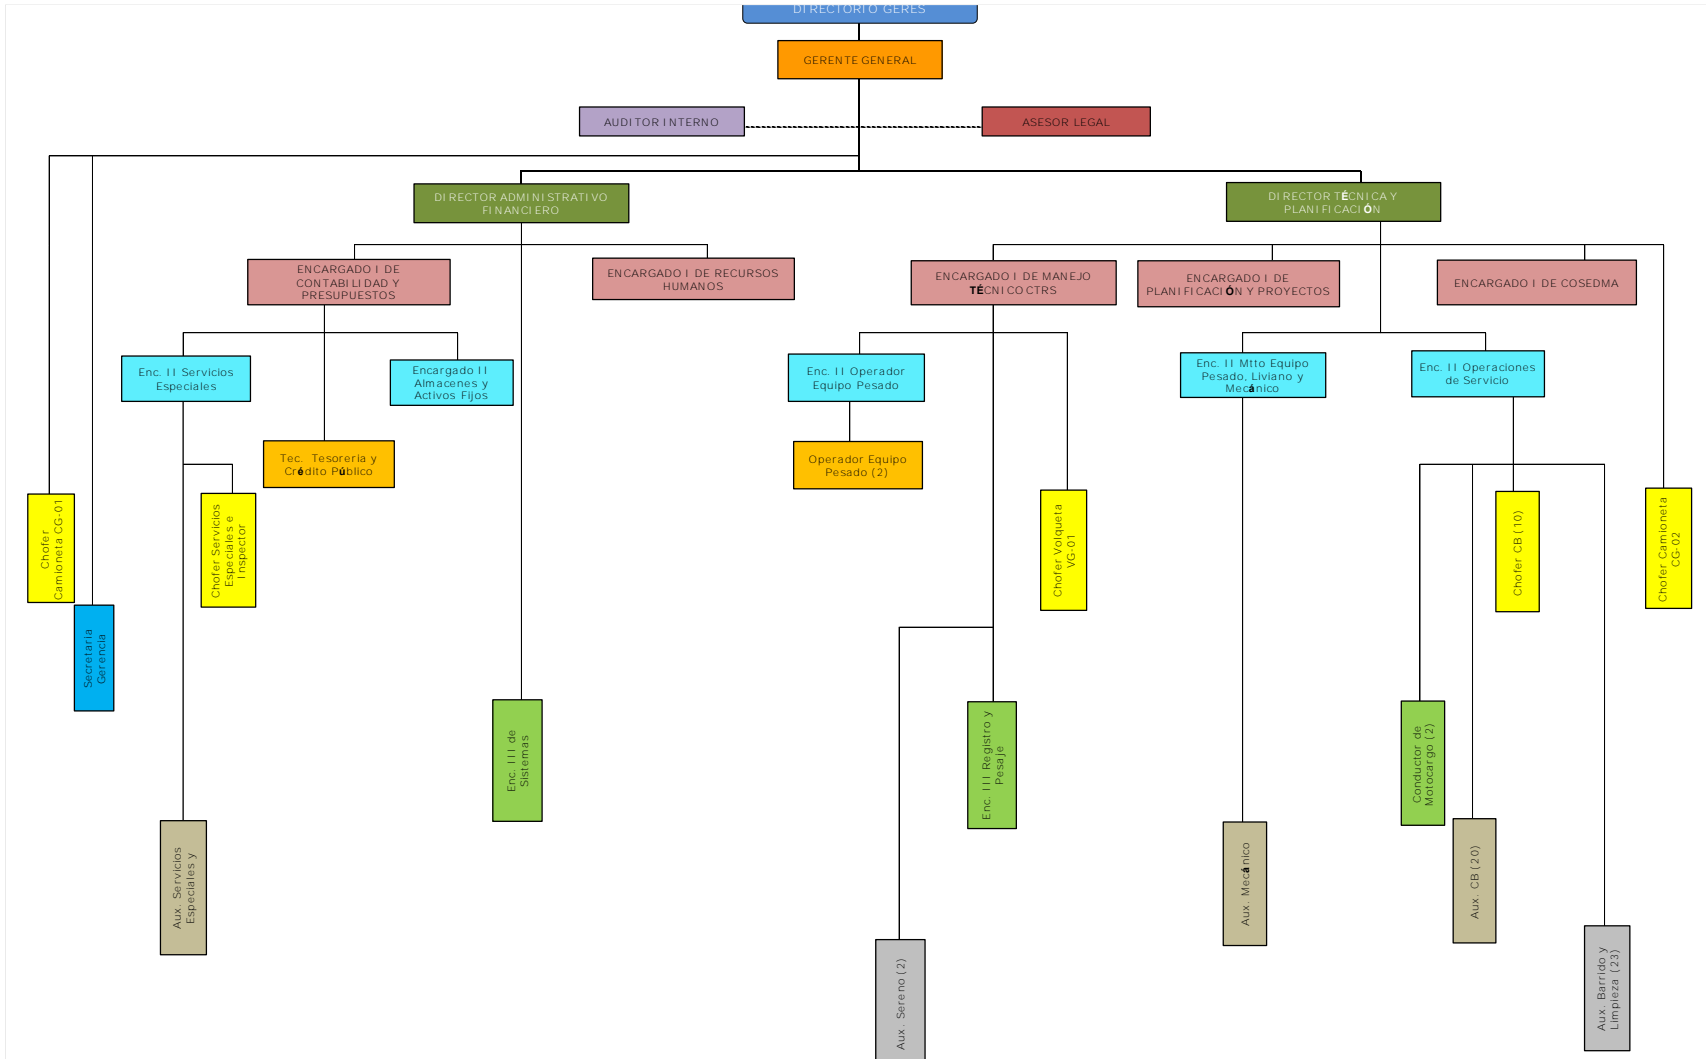 DIRECTORIO GERES
GERENTE GENERAL
AUDITOR INTERNO
ASESOR LEGAL
DIRECTOR ADMINISTRATIVO
FINANCIERO
DIRECTOR TÉCNICA Y
PLANIFICACIÓN
ENCARGADO I DE
CONTABILIDAD Y
PRESUPUESTOS
ENCARGADO I DE RECURSOS
HUMANOS
ENCARGADO I DE MANEJO
TÉCNICO CTRS
ENCARGADO I DE
PLANIFICACIÓN Y PROYECTOS
ENCARGADO I DE COSEDMA
Enc. II Servicios
Especiales
Encargado II
Almacenes y
Activos Fijos
Enc. II Operador
Equipo Pesado
Enc. II Mtto Equipo
Pesado, Liviano y
Mecánico
Enc. II Operaciones
de Servicio
Tec. Tesoreria y
Crédito Público
Operador Equipo
Pesado (2)
Chofer
Camioneta CG-01
Chofer Servicios
Especiales e
Inspector
Chofer Volqueta
VG-01
Chofer CB (10)
Chofer Camioneta
CG-02
Secretaria
Gerencia
Enc. III de
Sistemas
Enc. III Registro y
Pesaje
Conductor de
Motocargo (2)
Aux. Servicios
Especiales y
Aux. Mecánico
Aux. CB (20)
Aux. Sereno (2)
Aux. Barrido y
Limpieza (23)